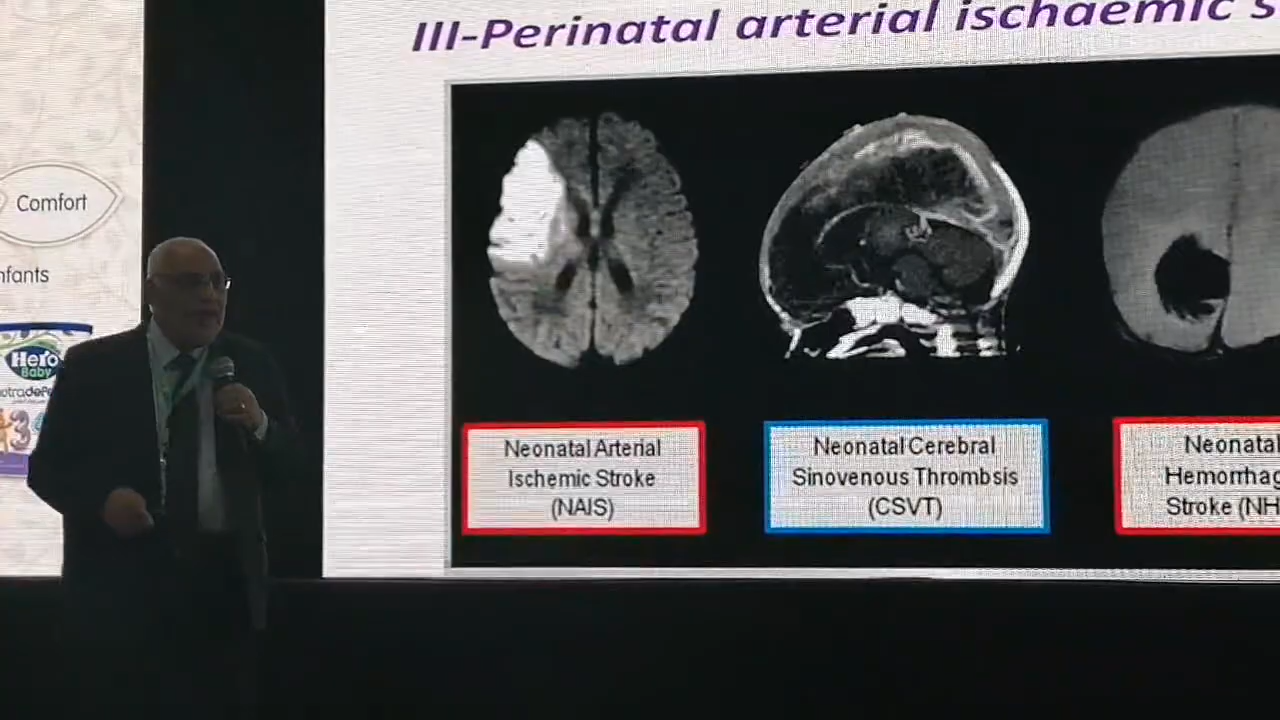 III-Perinatal arterial ischaemic s
Comfort
nfants
Hero
Baby
Neonatal Arterial
Ischemic Stroke
(NAIS)
Neonatal Cerebral
Sinovenous Thrombsis
(CSVT)
Neonatal
Hemorrhag
Stroke (NH